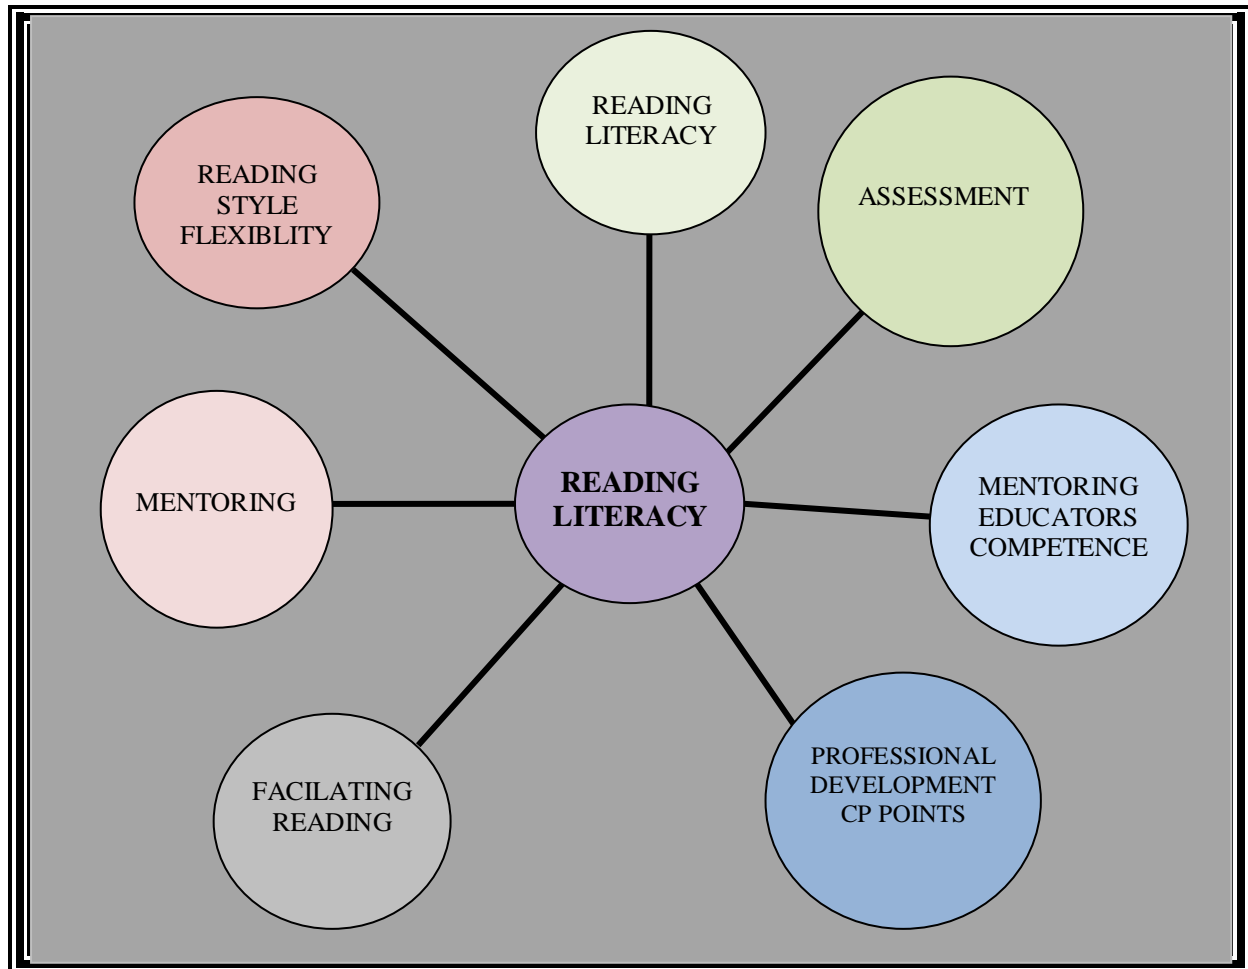 READING
LITERACY
ASSESSMENT
READING
STYLE
FLEXIBLITY
READING
LITERACY
MENTORING
MENTORING
EDUCATORS
COMPETENCE
PROFESSIONAL
DEVELOPMENT
CP POINTS
FACILATING
READING